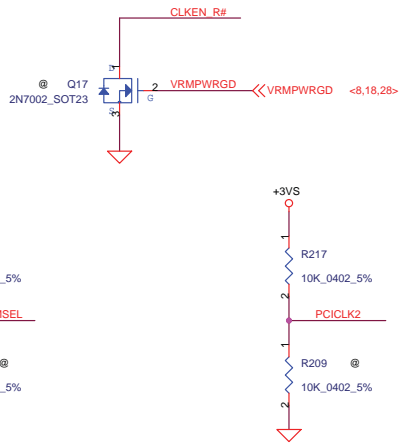 CLKEN_R#
@ Q17
2N7002_SOT23
D
1
2
G
S
3
VRMPWRGD
VRMPWRGD <8,18,28>
+3VS
1
R217
10K_0402_5%
2
_5%
MSEL
PCICLK2
1
@
R209 @
_5%
10K_0402_5%
2